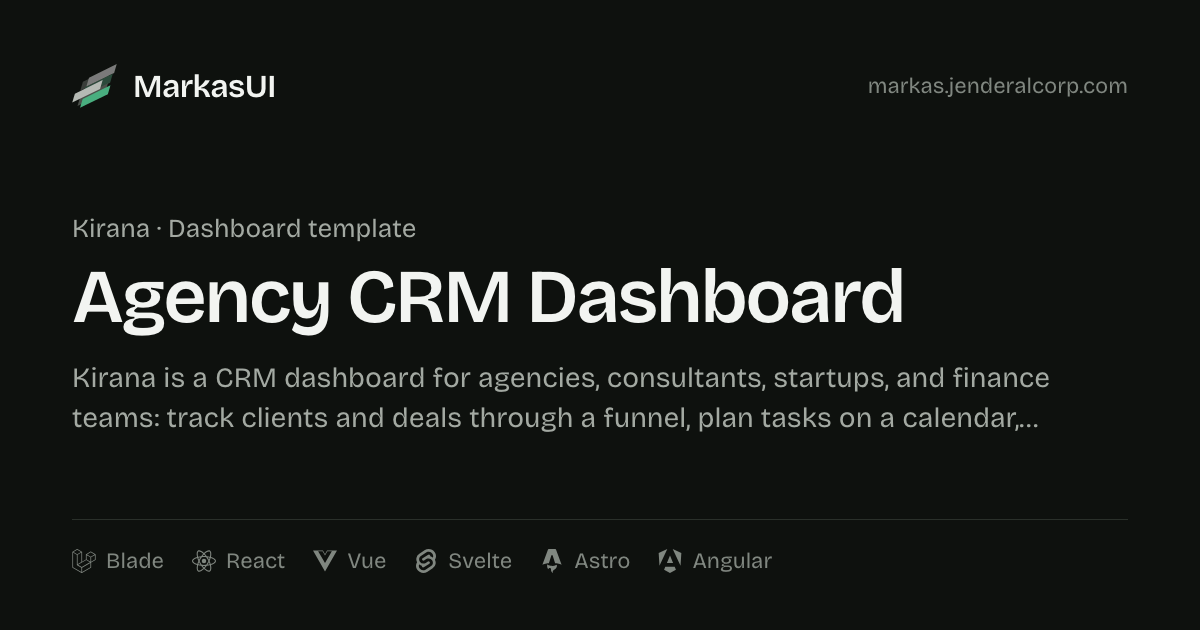 MarkasUI
markas.jenderalcorp.com
Kirana · Dashboard template
Agency CRM Dashboard
Kirana is a CRM dashboard for agencies, consultants, startups, and finance
teams: track clients and deals through a funnel, plan tasks on a calendar,...
Blade React Vue Svelte Astro Angular